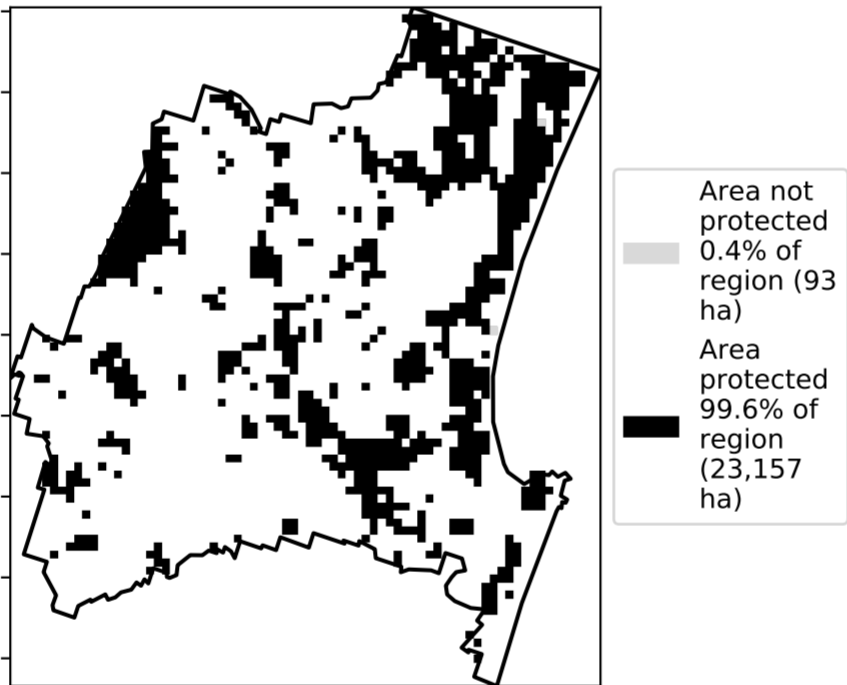 Area not
protected
0.4% of
region (93
ha)
Area
protected
99.6% of
region
(23,157
ha)